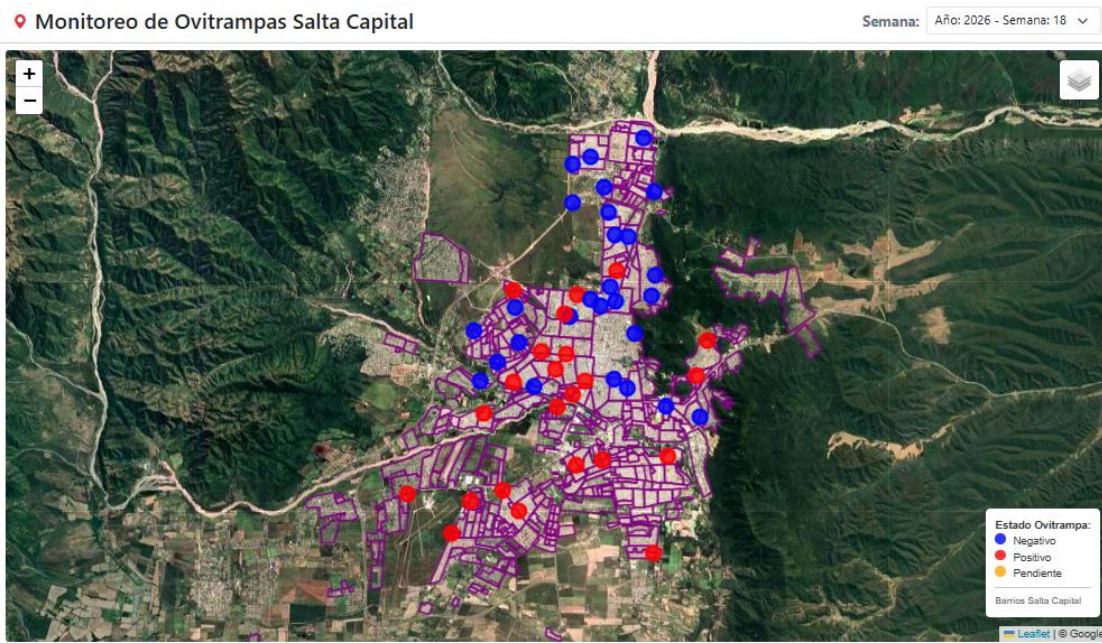 Monitoreo de Ovitrampas Salta Capital
Semana: Año: 2026 - Semana: 18
+
−
Estado Ovitrampa:
Negativo
Positivo
Pendiente
Barrios Salta Capital
Leaflet | © Google